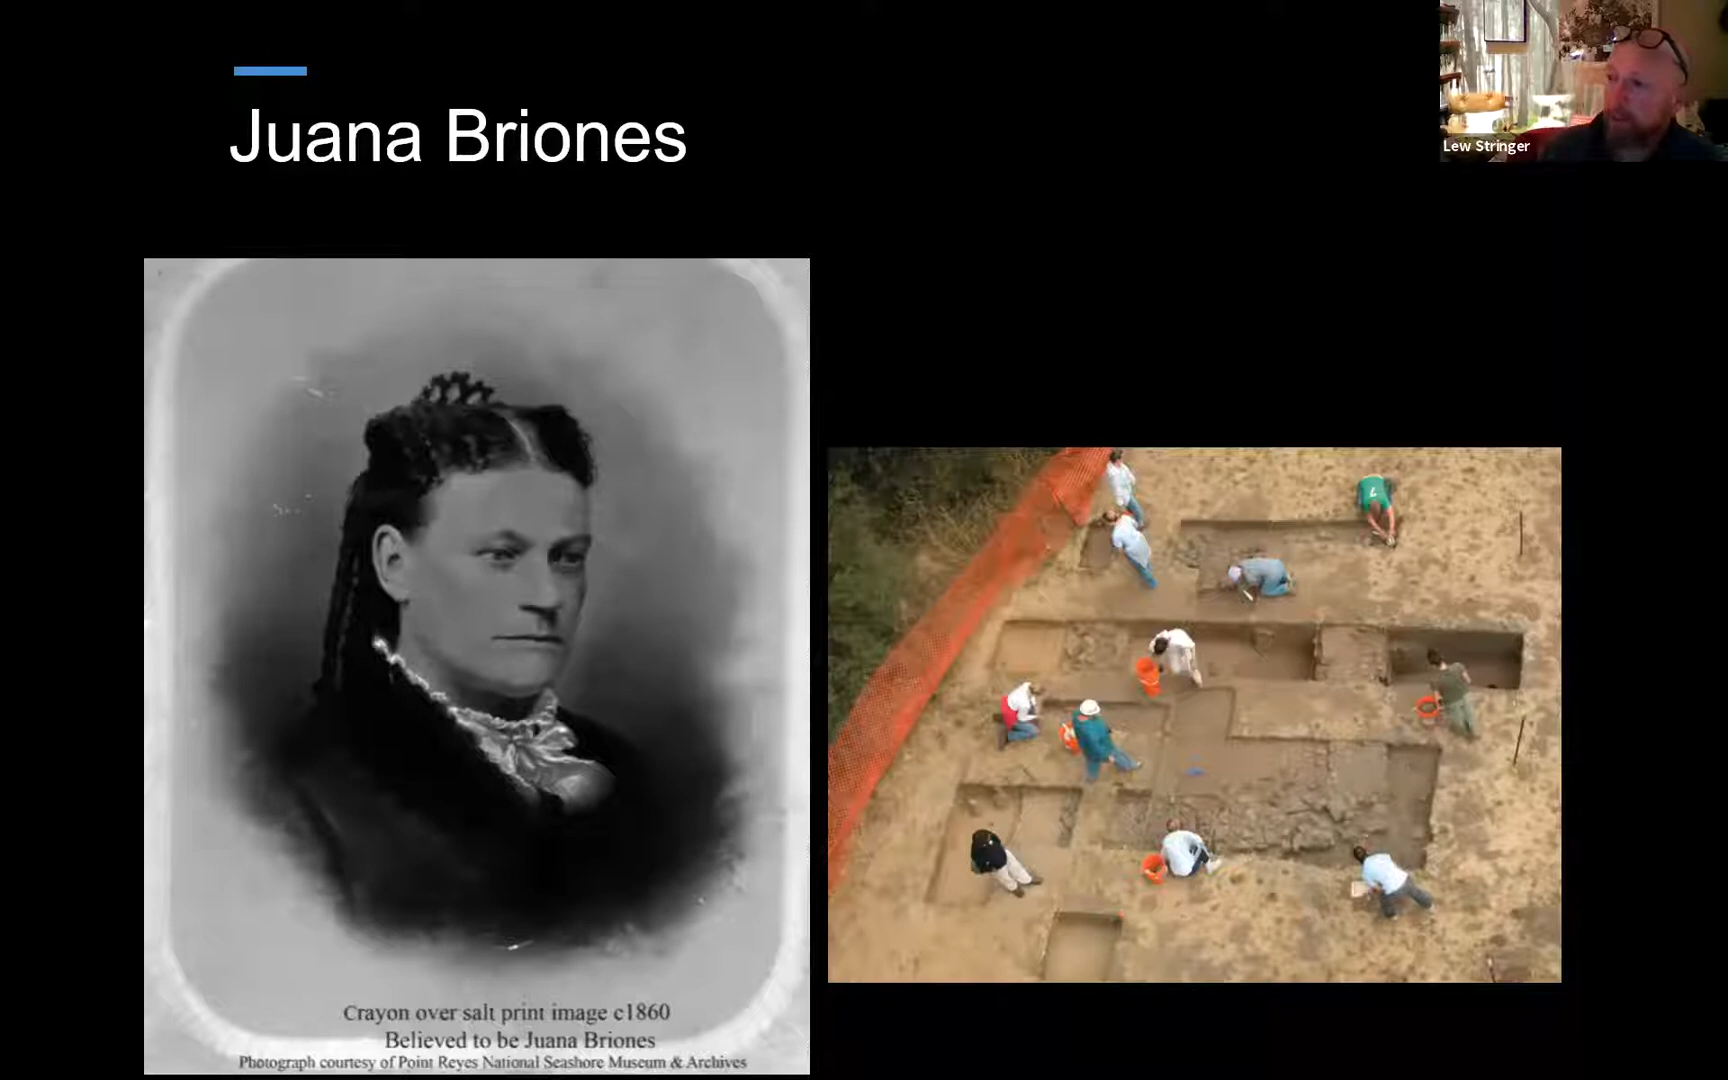 Juana Briones
Lew Stringer
Crayon over salt print image c1860
Believed to be Juana Briones
Photograph courtesy of Point Reyes National Seashore Museum & Archives
7